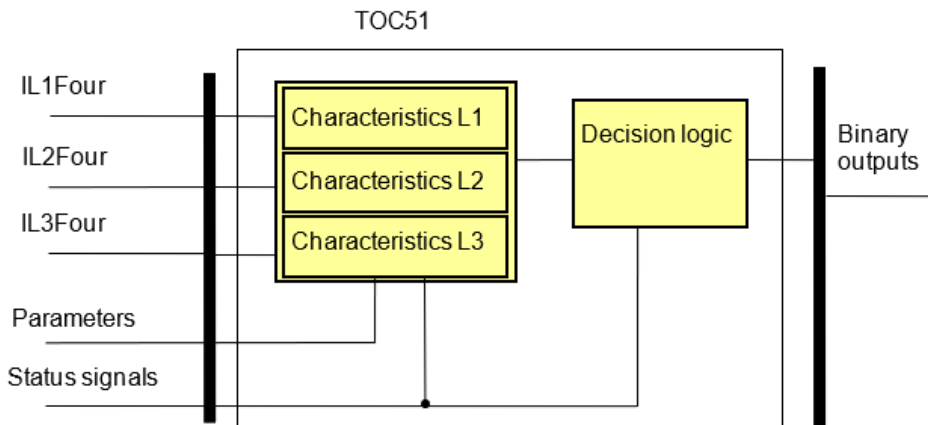 TOC51
IL1Four
Characteristics L1
IL2Four
Characteristics L2
IL3Four
Characteristics L3
Decision logic
Binary
outputs
Parameters
Status signals